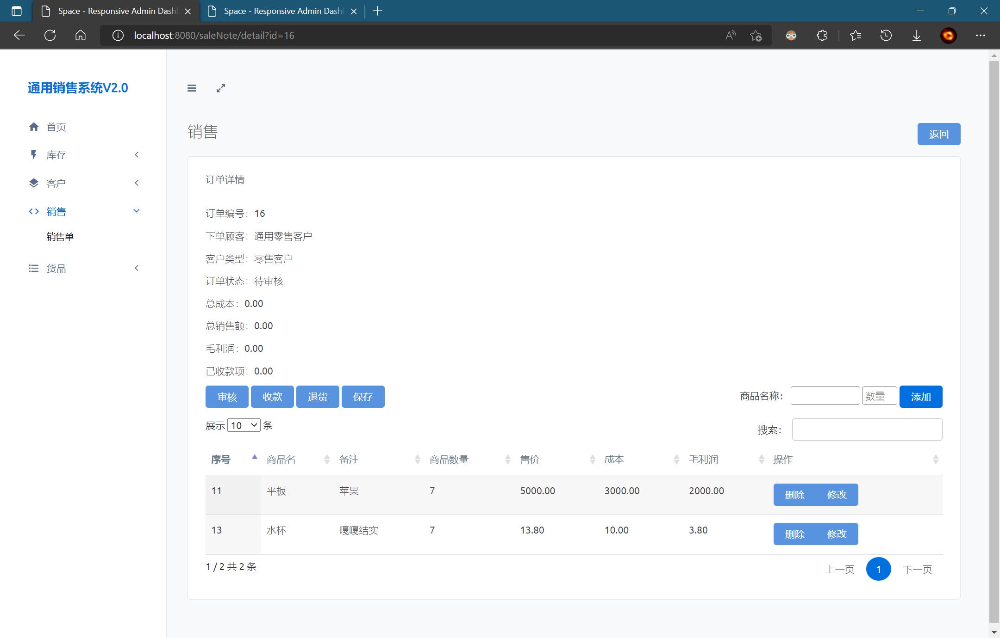 Space - Responsive Admin Dash
Space - Responsive Admin Dash
localhost:8080/saleNote/detail?id=16
通用销售系统V2.0
首页
库存
客户
销售
销售单
货品
销售
返回
订单详情
订单编号：16
下单顾客：通用零售客户
客户类型：零售客户
订单状态：待审核
总成本：0.00
总销售额：0.00
毛利润：0.00
已收款项：0.00
审核 收款 退货 保存
商品名称： 数量 添加
展示 10 条
搜索：
序号 商品名 备注 商品数量 售价 成本 毛利润 操作
11 平板 苹果 7 5000.00 3000.00 2000.00 删除 修改
13 水杯 嘎嘎结实 7 13.80 10.00 3.80 删除 修改
1 / 2 共 2 条
上一页 1 下一页